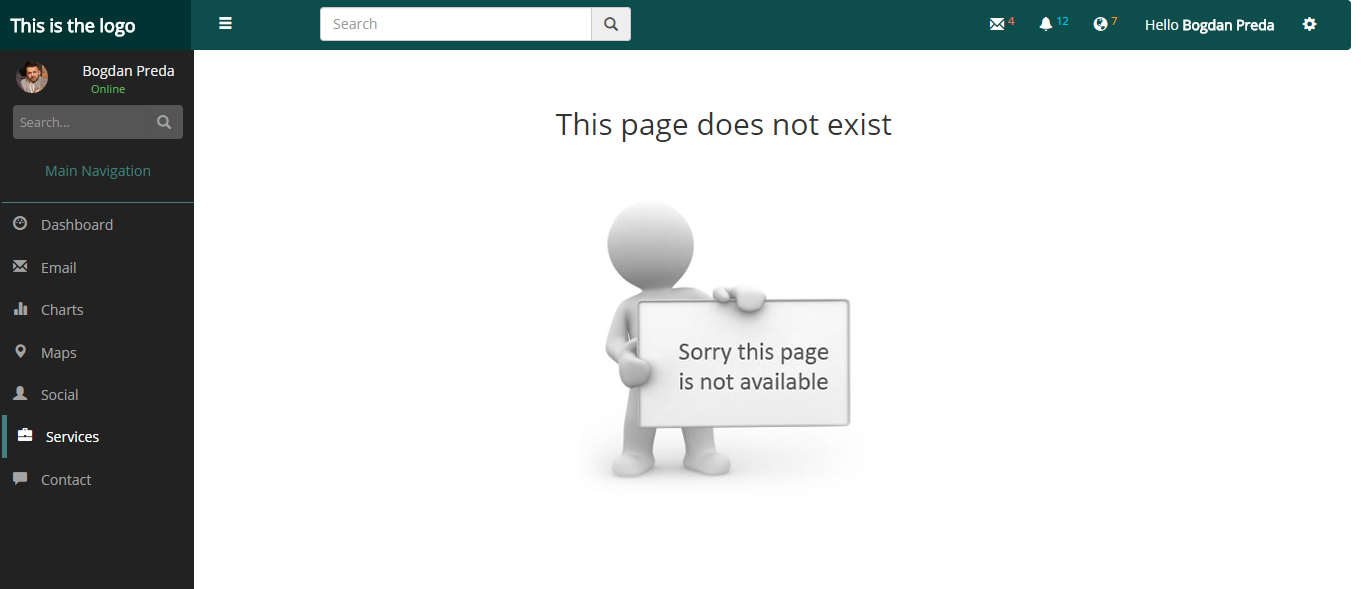 This is the logo
Search
4
12
7
Hello Bogdan Preda
Bogdan Preda
Online
Search...
Main Navigation
Dashboard
Email
Charts
Maps
Social
Services
Contact
This page does not exist
Sorry this page
is not available